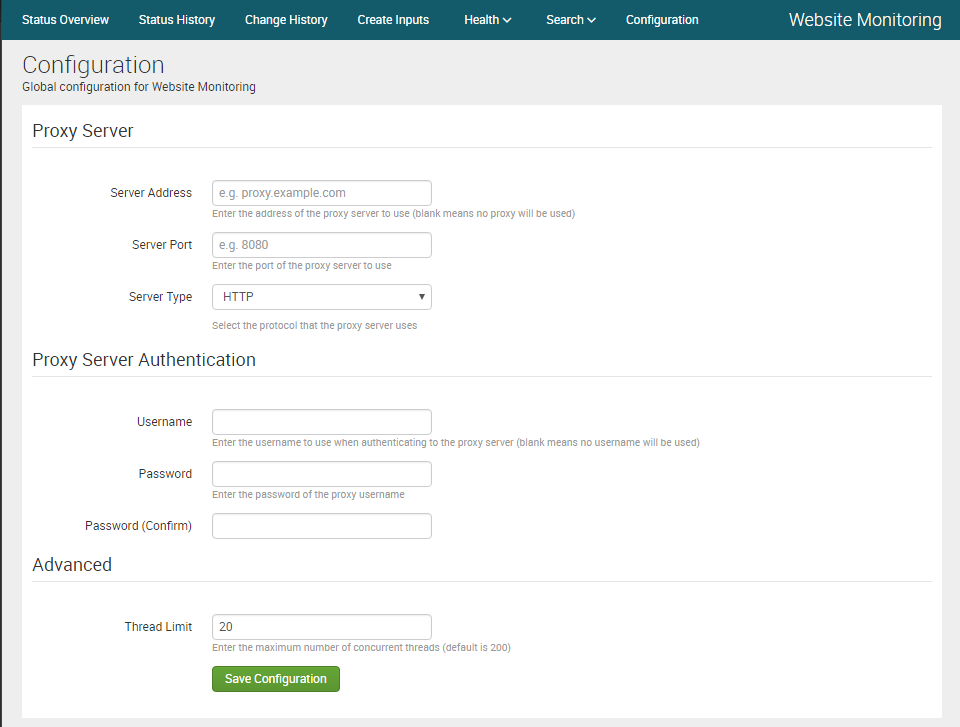 Status Overview Status History Change History Create Inputs Health Search Configuration Website Monitoring
Configuration
Global configuration for Website Monitoring
Proxy Server
Server Address e.g. proxy.example.com
Enter the address of the proxy server to use (blank means no proxy will be used)
Server Port e.g. 8080
Enter the port of the proxy server to use
Server Type HTTP
Select the protocol that the proxy server uses
Proxy Server Authentication
Username
Enter the username to use when authenticating to the proxy server (blank means no username will be used)
Password
Enter the password of the proxy username
Password (Confirm)
Advanced
Thread Limit 20
Enter the maximum number of concurrent threads (default is 200)
Save Configuration